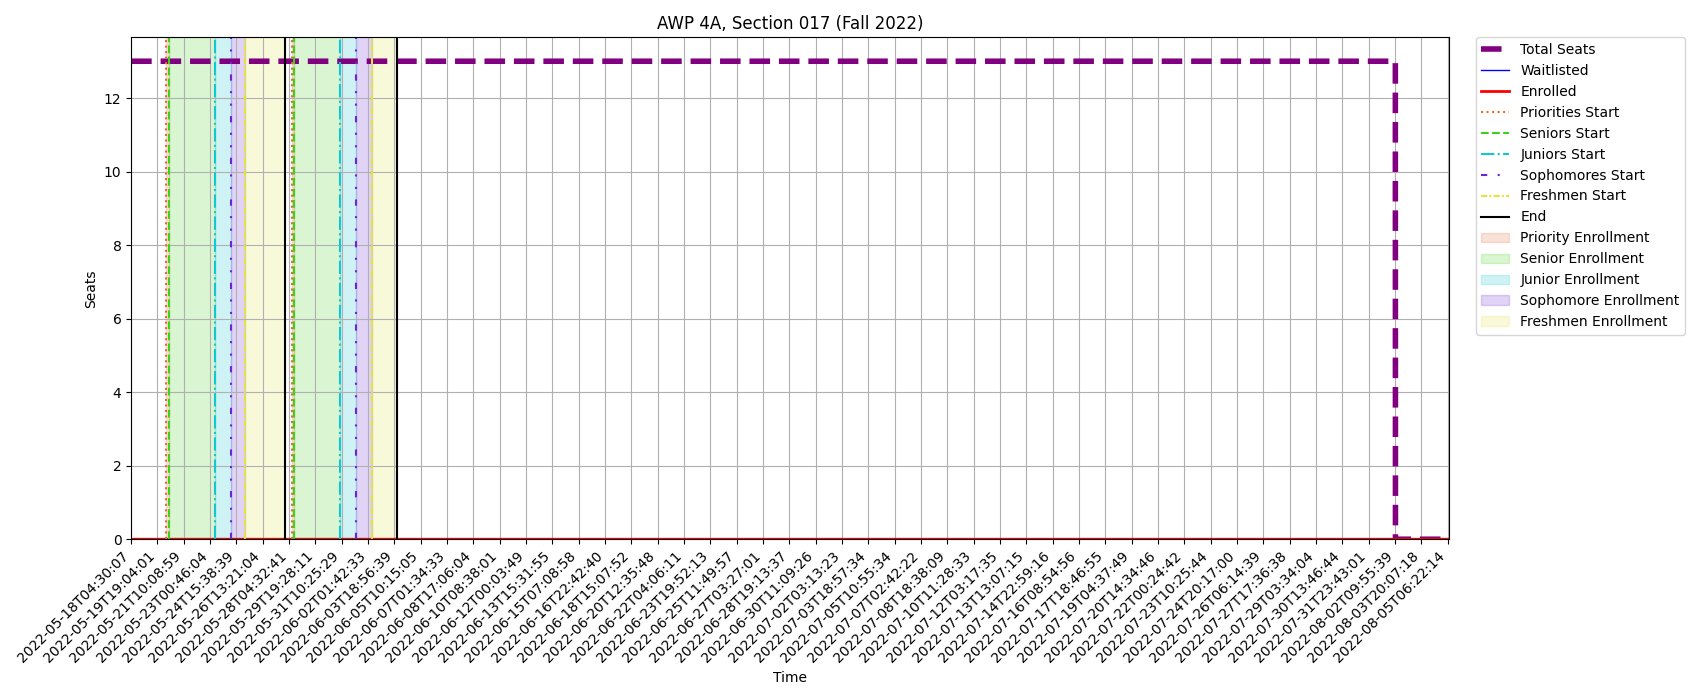 AWP 4A, Section 017 (Fall 2022)
Total Seats
Waitlisted
Enrolled
Priorities Start
Seniors Start
Juniors Start
Sophomores Start
Freshmen Start
End
Priority Enrollment
Senior Enrollment
Junior Enrollment
Sophomore Enrollment
Freshmen Enrollment
Seats
12
10
8
6
4
2
0
2022-05-18T04:30:07
2022-05-19T19:04:01
2022-05-21T10:08:59
2022-05-23T00:46:04
2022-05-24T15:38:39
2022-05-26T13:21:04
2022-05-28T04:32:41
2022-05-29T19:28:11
2022-05-31T10:25:29
2022-06-02T01:42:33
2022-06-03T18:56:39
2022-06-05T10:15:05
2022-06-07T01:34:33
2022-06-08T17:06:04
2022-06-10T08:38:01
2022-06-12T00:03:49
2022-06-13T15:31:55
2022-06-15T07:08:58
2022-06-16T22:42:40
2022-06-18T15:07:52
2022-06-20T12:35:48
2022-06-22T04:06:11
2022-06-23T19:52:13
2022-06-25T11:49:57
2022-06-27T03:27:01
2022-06-28T19:13:37
2022-06-30T11:09:26
2022-07-02T03:13:23
2022-07-03T18:57:34
2022-07-05T10:55:34
2022-07-07T02:42:22
2022-07-08T18:38:09
2022-07-10T11:28:33
2022-07-12T03:17:35
2022-07-13T13:07:15
2022-07-14T22:59:16
2022-07-16T08:54:56
2022-07-17T18:46:55
2022-07-19T04:37:49
2022-07-20T14:34:46
2022-07-22T00:24:42
2022-07-23T10:25:44
2022-07-24T20:17:00
2022-07-26T06:14:39
2022-07-27T17:36:38
2022-07-29T03:34:04
2022-07-30T13:46:44
2022-07-31T23:43:01
2022-08-02T09:55:39
2022-08-03T20:07:18
2022-08-05T06:22:14
Time